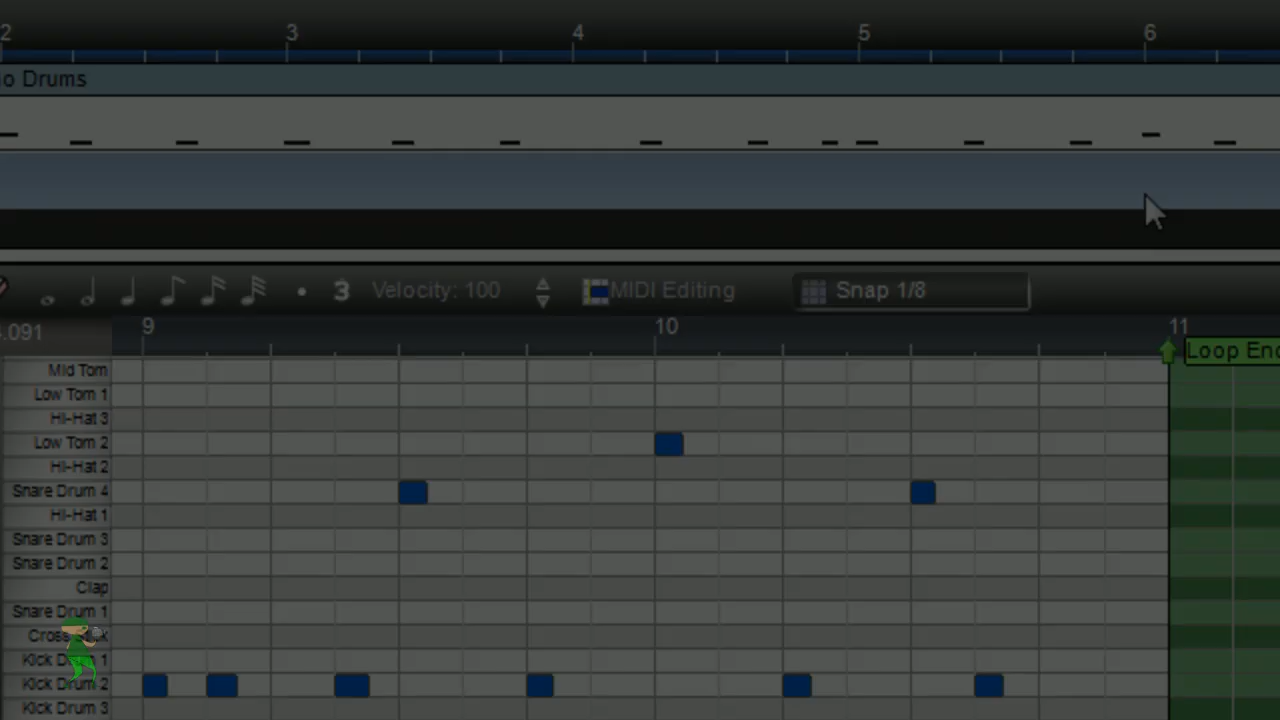 2 3 4 5 6
o Drums
3 Velocity: 100 MIDI Editing Snap 1/8
.091 9 10 11
Loop End
Mid Tom
Low Tom 1
Hi-Hat 3
Low Tom 2
Hi-Hat 2
Snare Drum 4
Hi-Hat 1
Snare Drum 3
Snare Drum 2
Clap
Snare Drum 1
Cross
Kick Drum 1
Kick Drum 2
Kick Drum 3